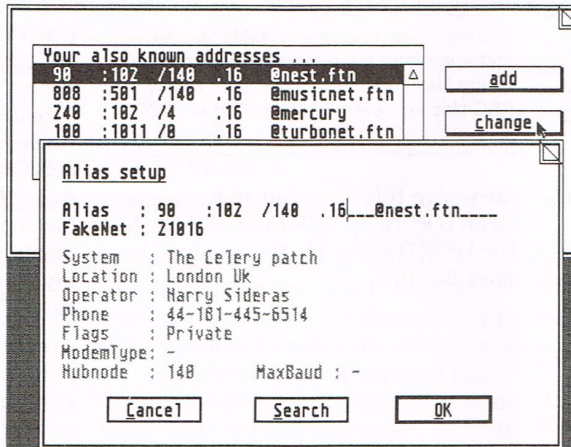 Your also known addresses ...
90 :102 /140 .16 @nest.ftn
808 :501 /140 .16 @musicnet.ftn
240 :102 /4 .16 @mercury
100 :1011 /0 .16 @turbonet.ftn
add
change
Alias setup
Alias : 90 :102 /140 .16|___@nest.ftn____
FakeNet : 21016
System : The Celery patch
Location : London Uk
Operator : Harry Sideras
Phone : 44-181-445-6514
Flags : Private
ModemType: -
Hubnode : 140 MaxBaud : -
Cancel Search OK